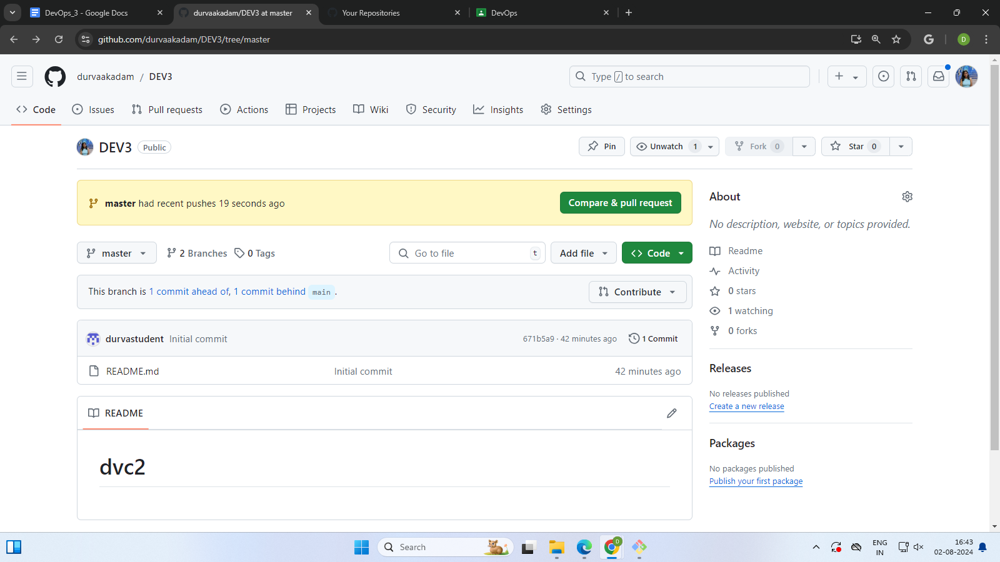 DevOps_3 - Google Docs
durvaakadam/DEV3 at master
Your Repositories
DevOps
github.com/durvaakadam/DEV3/tree/master
G
D
durvaakadam / DEV3
Type / to search
Code
Issues
Pull requests
Actions
Projects
Wiki
Security
Insights
Settings
DEV3
Public
Pin
Unwatch 1
Fork 0
Star 0
master had recent pushes 19 seconds ago
Compare & pull request
About
No description, website, or topics provided.
master
2 Branches
0 Tags
Go to file
t
Add file
<> Code
Readme
Activity
This branch is 1 commit ahead of, 1 commit behind main .
Contribute
0 stars
1 watching
0 forks
durvastudent Initial commit
671b5a9 · 42 minutes ago
1 Commit
README.md
Initial commit
42 minutes ago
Releases
No releases published
Create a new release
README
dvc2
Packages
No packages published
Publish your first package
Search
D
ENG
IN
16:43
02-08-2024